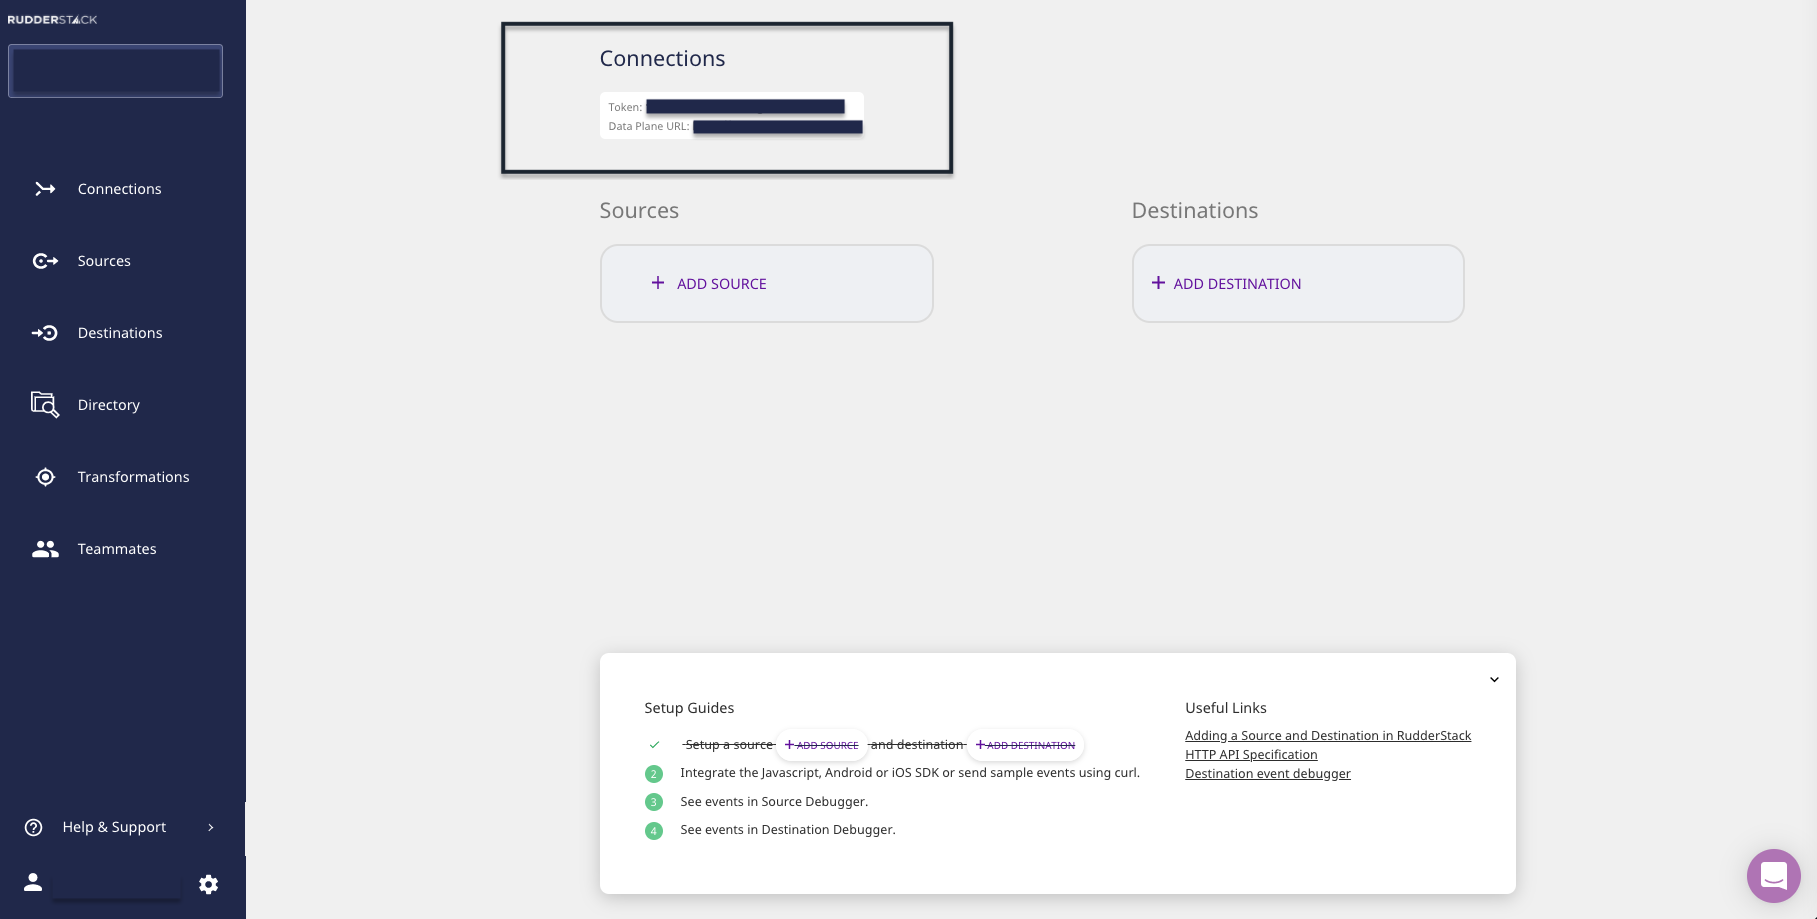 RUDDERSTACK
Connections
Sources
Destinations
Directory
Transformations
Teammates
Help & Support
Connections
Token:
Data Plane URL:
Sources
+ ADD SOURCE
Destinations
+ ADD DESTINATION
Setup Guides
Setup a source + ADD SOURCE and destination + ADD DESTINATION
2 Integrate the Javascript, Android or iOS SDK or send sample events using curl.
3 See events in Source Debugger.
4 See events in Destination Debugger.
Useful Links
Adding a Source and Destination in RudderStack
HTTP API Specification
Destination event debugger